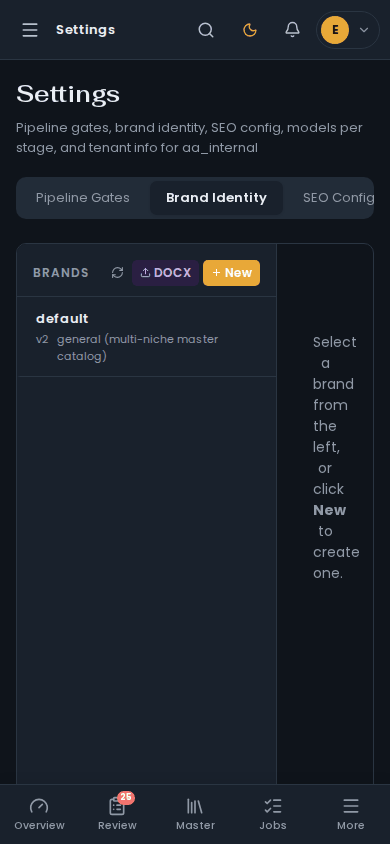 Settings
E
Settings
Pipeline gates, brand identity, SEO config, models per
stage, and tenant info for aa_internal
Pipeline Gates
Brand Identity
SEO Config
BRANDS
DOCX
+ New
default
v2 general (multi-niche master
catalog)
Select
a
brand
from
the
left,
or
click
New
to
create
one.
26
Overview
Review
Master
Jobs
More